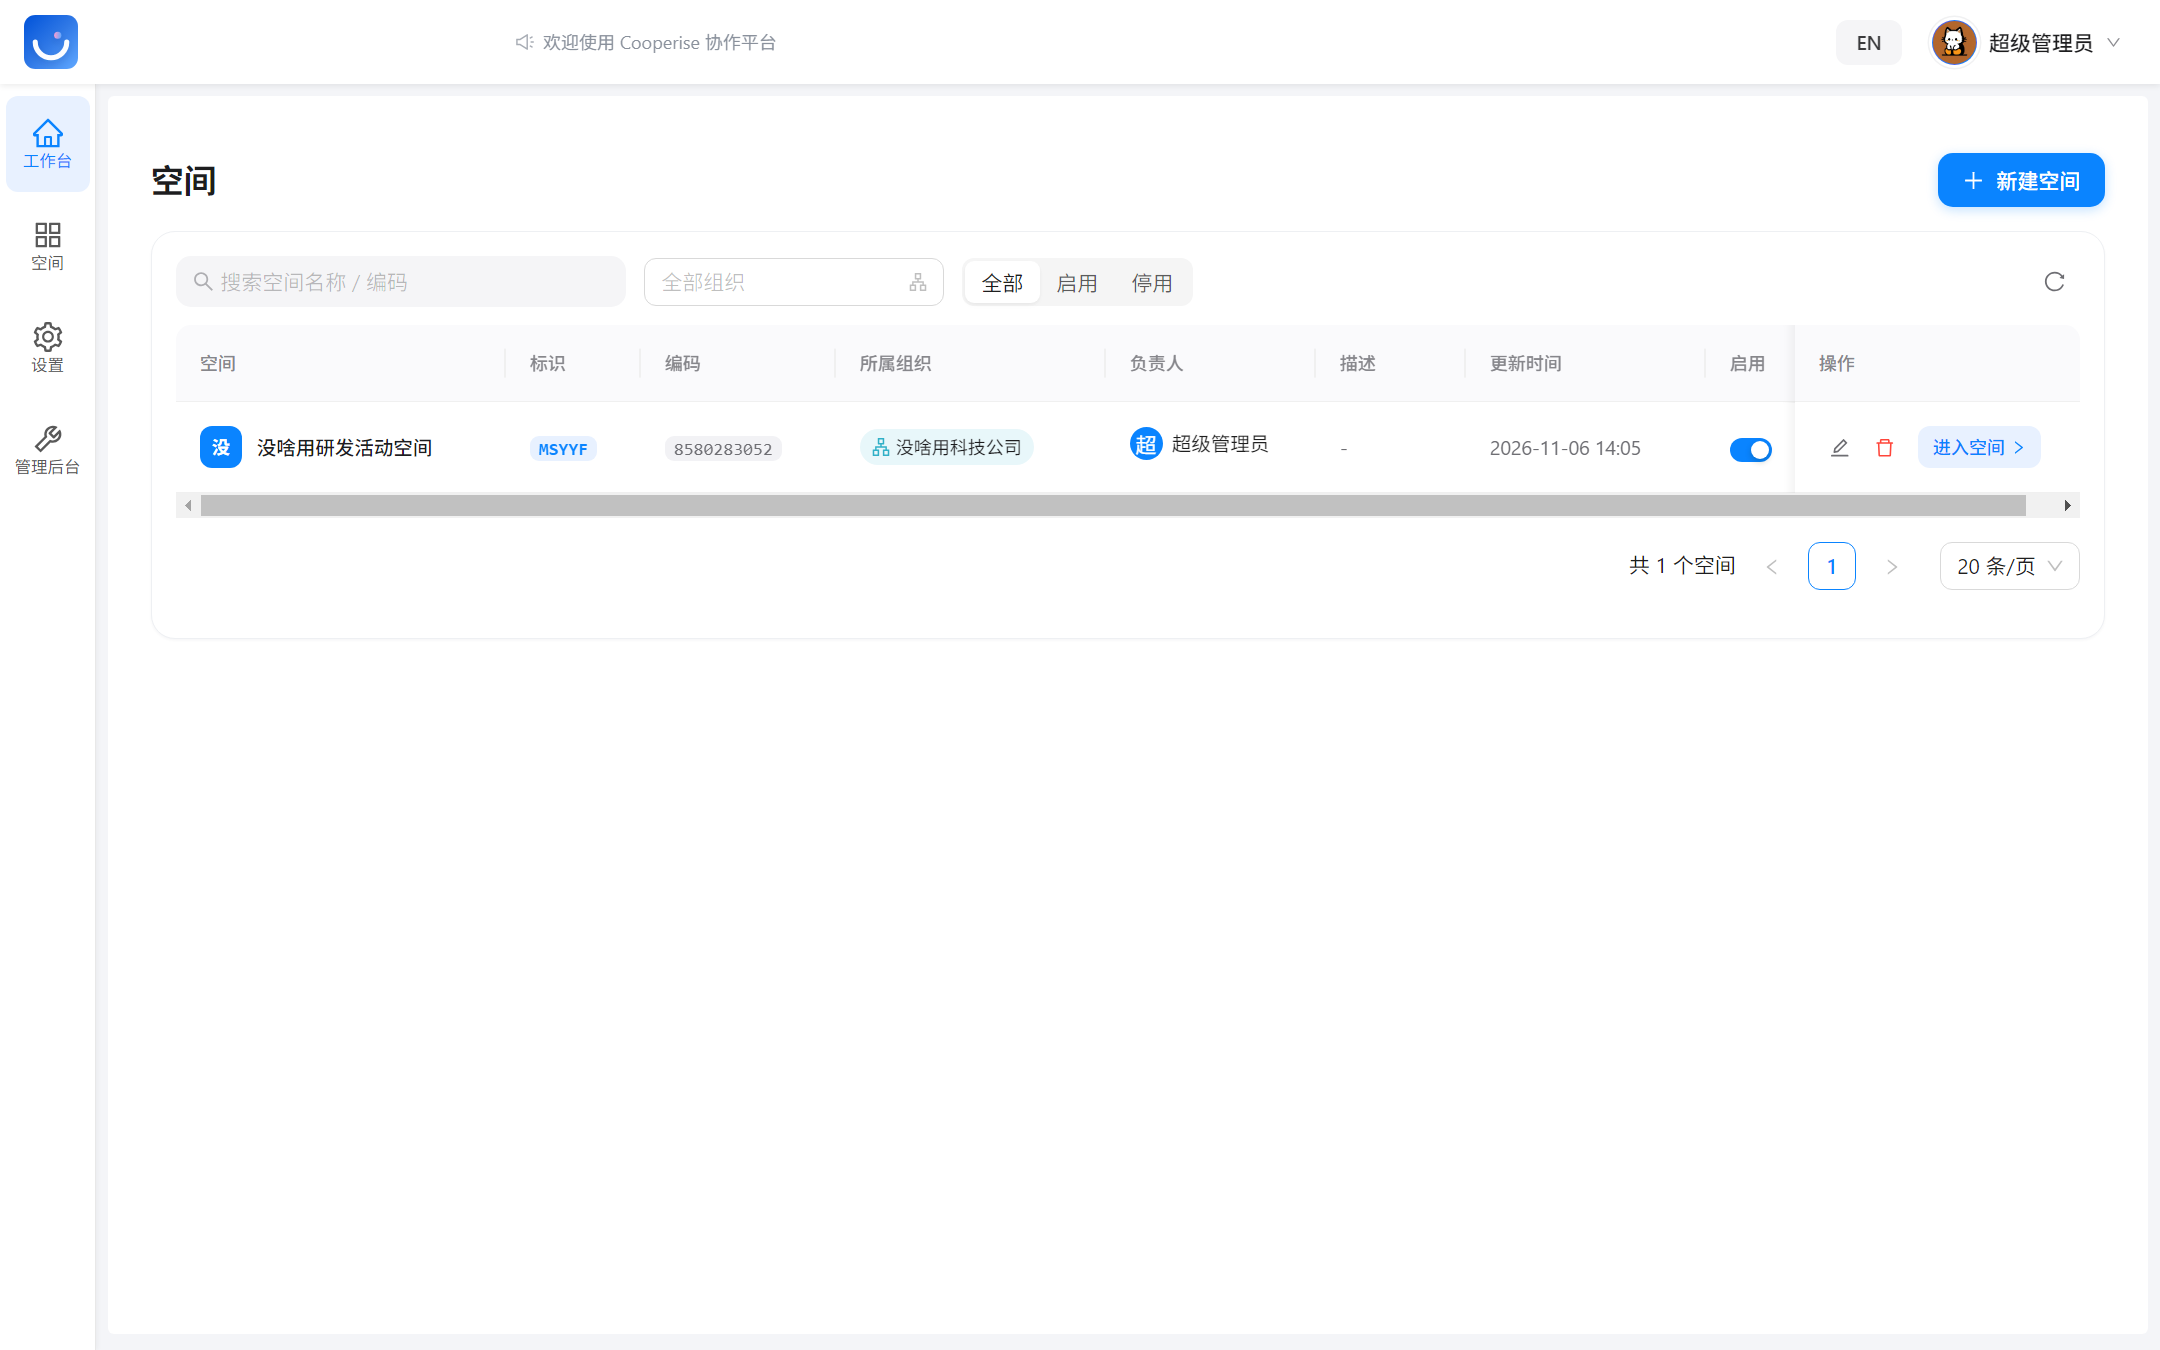 欢迎使用 Cooperise 协作平台
EN
超级管理员
工作台
空间
设置
管理后台
空间
新建空间
搜索空间名称 / 编码
全部组织
全部 启用 停用
空间 标识 编码 所属组织 负责人 描述 更新时间 启用 操作
没 没啥用研发活动空间 MSYYF 8580283052 没啥用科技公司 超 超级管理员 - 2026-11-06 14:05 进入空间 >
共 1 个空间 < 1 > 20 条/页